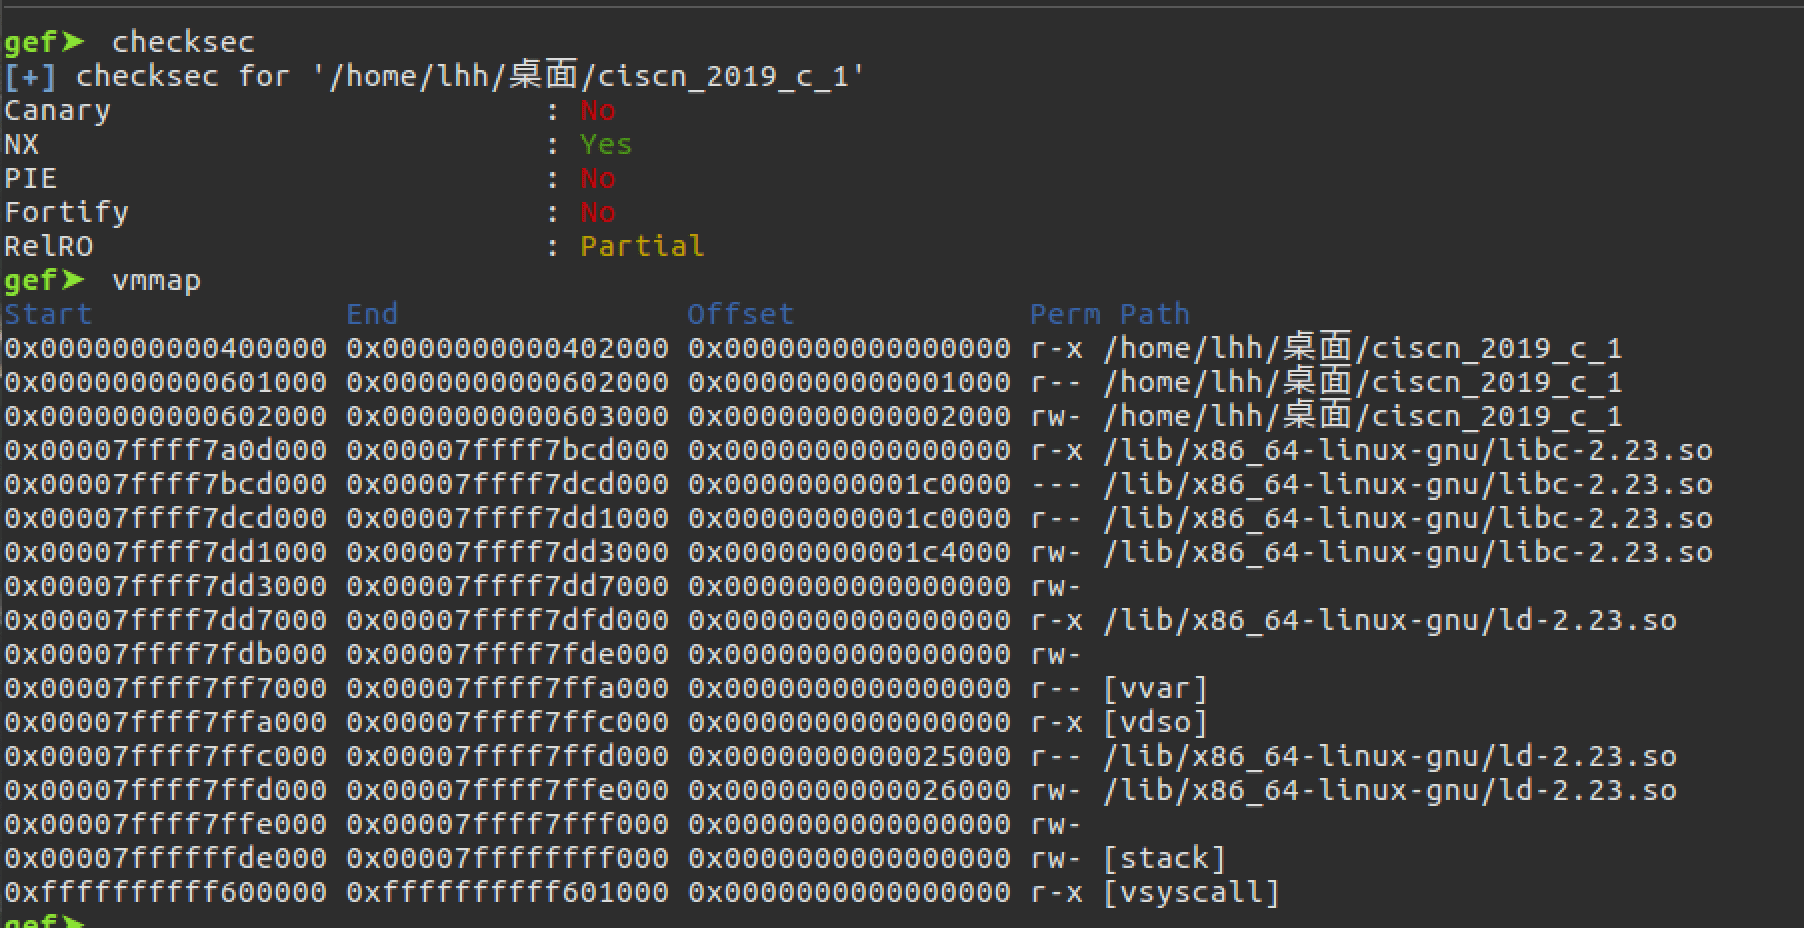 gef➤  checksec
[+] checksec for '/home/lhh/桌面/ciscn_2019_c_1'
Canary                        : No
NX                            : Yes
PIE                           : No
Fortify                       : No
RelRO                         : Partial
gef➤  vmmap
Start              End                Offset             Perm Path
0x0000000000400000 0x0000000000402000 0x0000000000000000 r-x /home/lhh/桌面/ciscn_2019_c_1
0x0000000000601000 0x0000000000602000 0x0000000000001000 r-- /home/lhh/桌面/ciscn_2019_c_1
0x0000000000602000 0x0000000000603000 0x0000000000002000 rw- /home/lhh/桌面/ciscn_2019_c_1
0x00007ffff7a0d000 0x00007ffff7bcd000 0x0000000000000000 r-x /lib/x86_64-linux-gnu/libc-2.23.so
0x00007ffff7bcd000 0x00007ffff7dcd000 0x00000000001c0000 --- /lib/x86_64-linux-gnu/libc-2.23.so
0x00007ffff7dcd000 0x00007ffff7dd1000 0x00000000001c0000 r-- /lib/x86_64-linux-gnu/libc-2.23.so
0x00007ffff7dd1000 0x00007ffff7dd3000 0x00000000001c4000 rw- /lib/x86_64-linux-gnu/libc-2.23.so
0x00007ffff7dd3000 0x00007ffff7dd7000 0x0000000000000000 rw-
0x00007ffff7dd7000 0x00007ffff7dfd000 0x0000000000000000 r-x /lib/x86_64-linux-gnu/ld-2.23.so
0x00007ffff7fdb000 0x00007ffff7fde000 0x0000000000000000 rw-
0x00007ffff7ff7000 0x00007ffff7ffa000 0x0000000000000000 r-- [vvar]
0x00007ffff7ffa000 0x00007ffff7ffc000 0x0000000000000000 r-x [vdso]
0x00007ffff7ffc000 0x00007ffff7ffd000 0x0000000000025000 r-- /lib/x86_64-linux-gnu/ld-2.23.so
0x00007ffff7ffd000 0x00007ffff7ffe000 0x0000000000026000 rw- /lib/x86_64-linux-gnu/ld-2.23.so
0x00007ffff7ffe000 0x00007ffff7fff000 0x0000000000000000 rw-
0x00007ffffffde000 0x00007ffffffff000 0x0000000000000000 rw- [stack]
0xffffffffff600000 0xffffffffff601000 0x0000000000000000 r-x [vsyscall]
gef➤